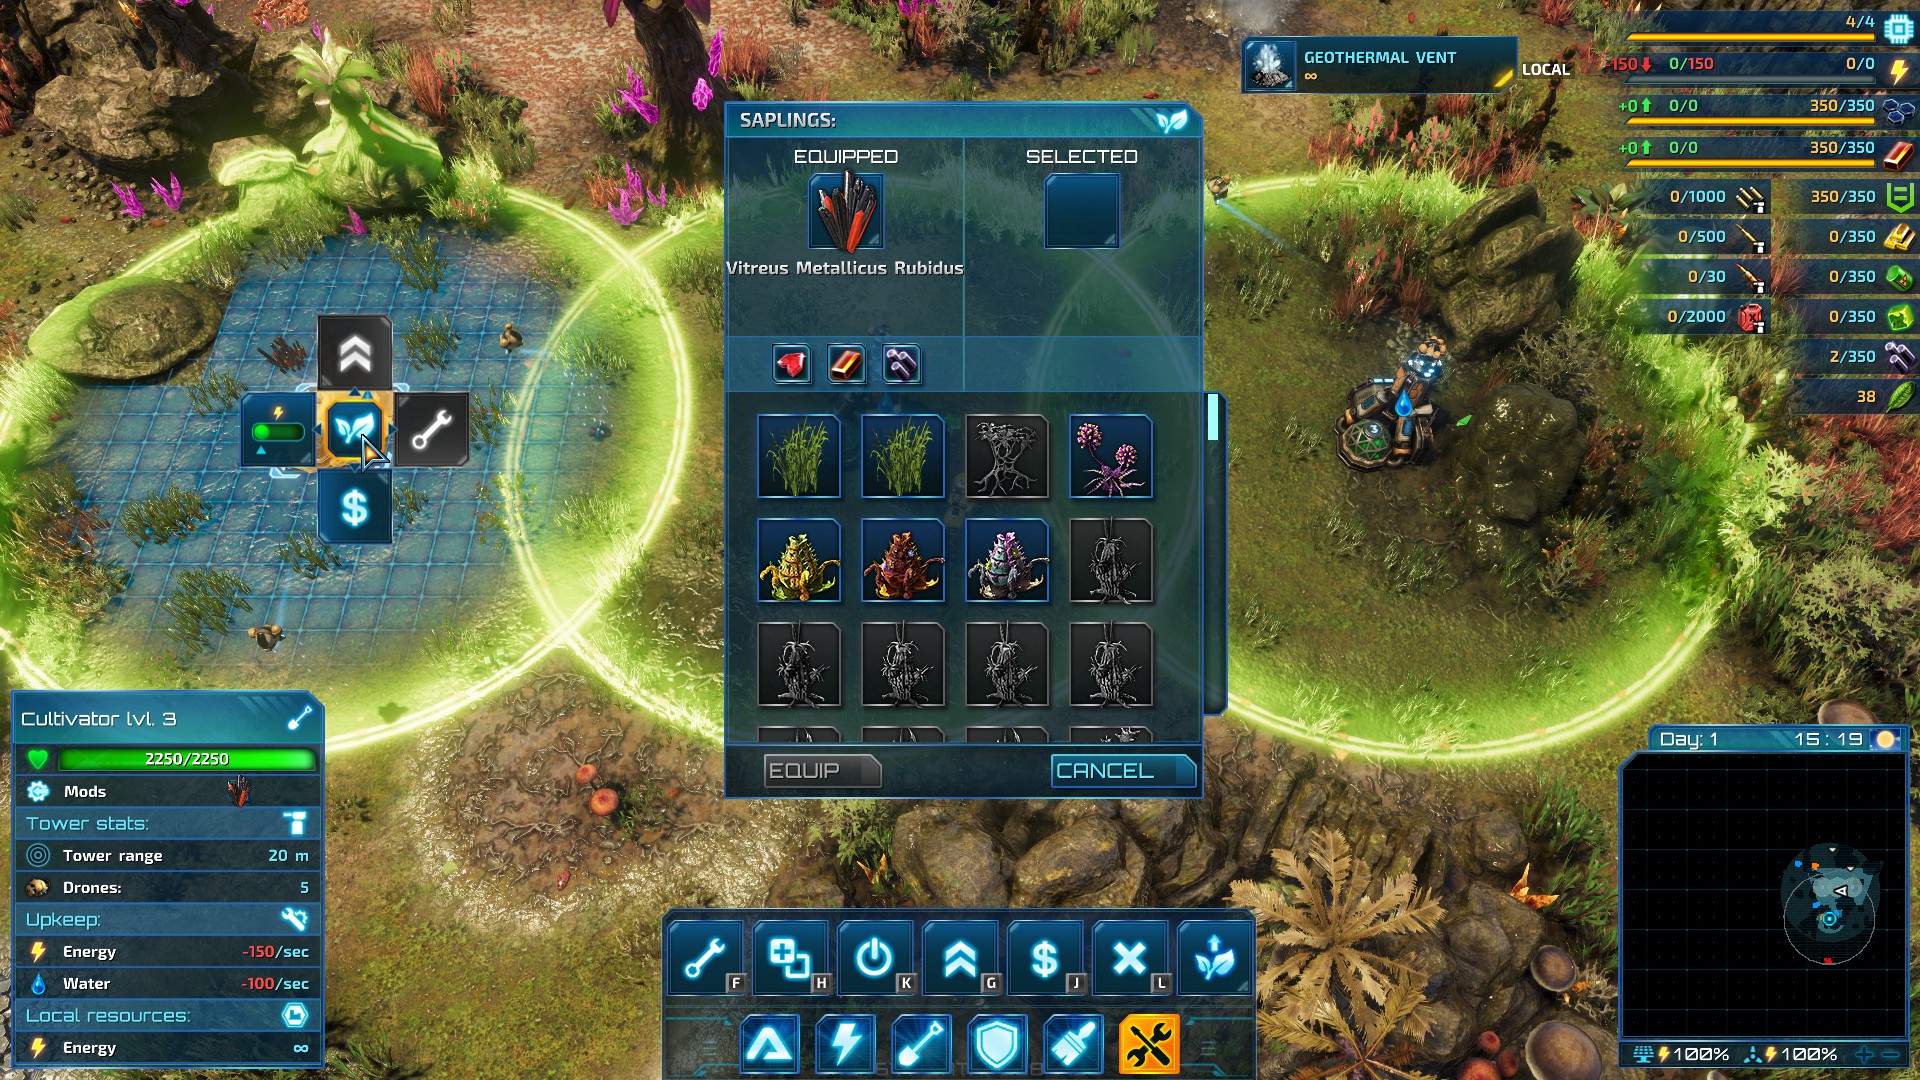 4/4
GEOTHERMAL VENT
∞
LOCAL
-150 0/150 0/0
+0 0/0 350/350
+0 0/0 350/350
0/1000 350/350
0/500 0/350
0/30 0/350
0/2000 0/350
2/350
38
SAPLINGS:
EQUIPPED
SELECTED
Vitreus Metallicus Rubidus
$
3
EQUIP
CANCEL
Cultivator lvl. 3
2250/2250
Mods
Tower stats:
Tower range 20 m
Drones: 5
Upkeep:
Energy -150/sec
Water -100/sec
Local resources:
Energy ∞
F
H
K
G
$ J
L
Day: 1 15:19
100% 100%